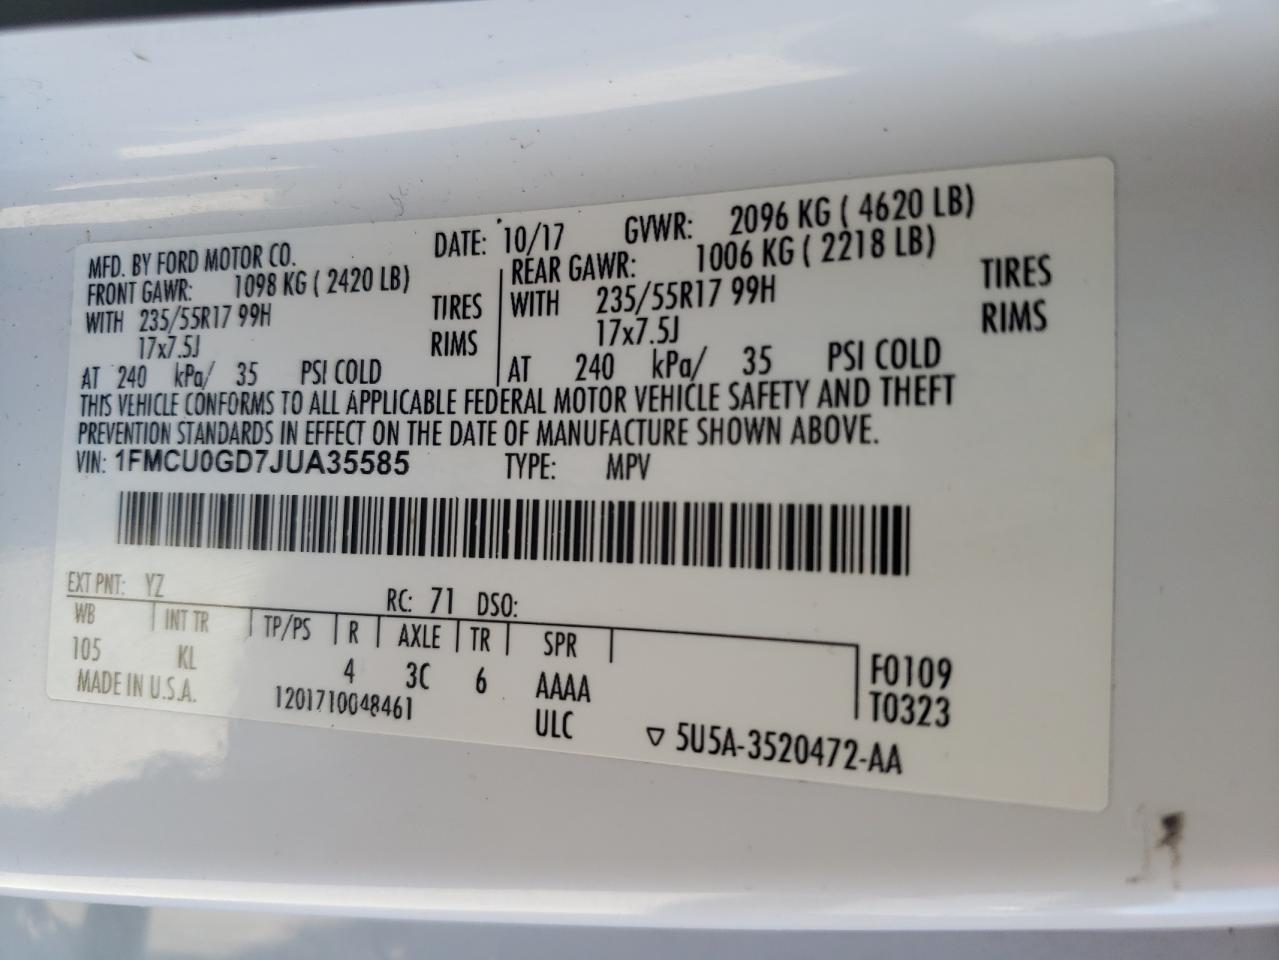 MFD. BY FORD MOTOR CO. DATE: 10/17 GVWR: 2096 KG ( 4620 LB)
FRONT GAWR: 1098 KG ( 2420 LB) REAR GAWR: 1006 KG ( 2218 LB)
WITH 235/55R17 99H TIRES WITH 235/55R17 99H TIRES
17x7.5J RIMS 17x7.5J RIMS
AT 240 kPa/ 35 PSI COLD AT 240 kPa/ 35 PSI COLD
THIS VEHICLE CONFORMS TO ALL APPLICABLE FEDERAL MOTOR VEHICLE SAFETY AND THEFT
PREVENTION STANDARDS IN EFFECT ON THE DATE OF MANUFACTURE SHOWN ABOVE.
VIN: 1FMCU0GD7JUA35585 TYPE: MPV
EXT PNT: YZ RC: 71 DSO:
WB INT TR TP/PS R AXLE TR SPR
105 KL 4 3C 6 AAAA F0109
MADE IN U.S.A. 1201710048461 ULC T0323
▽ 5U5A-3520472-AA